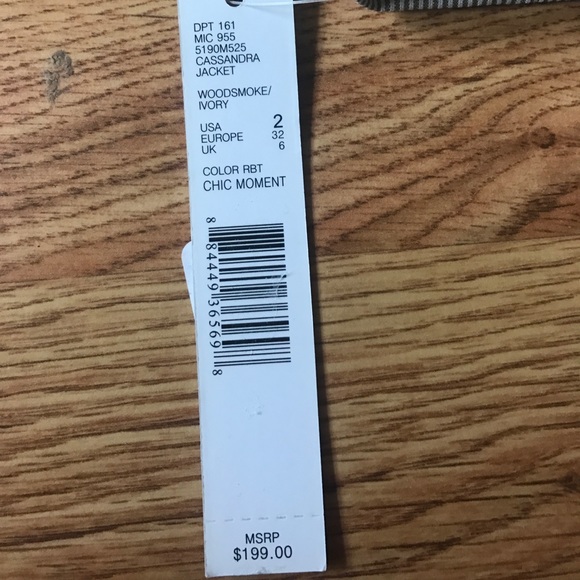 DPT 161
MIC 955
5190M525
CASSANDRA
JACKET
WOODSMOKE/
IVORY
USA 2
EUROPE 32
UK 6
COLOR RBT
CHIC MOMENT
8 84449 36569 8
MSRP
$199.00